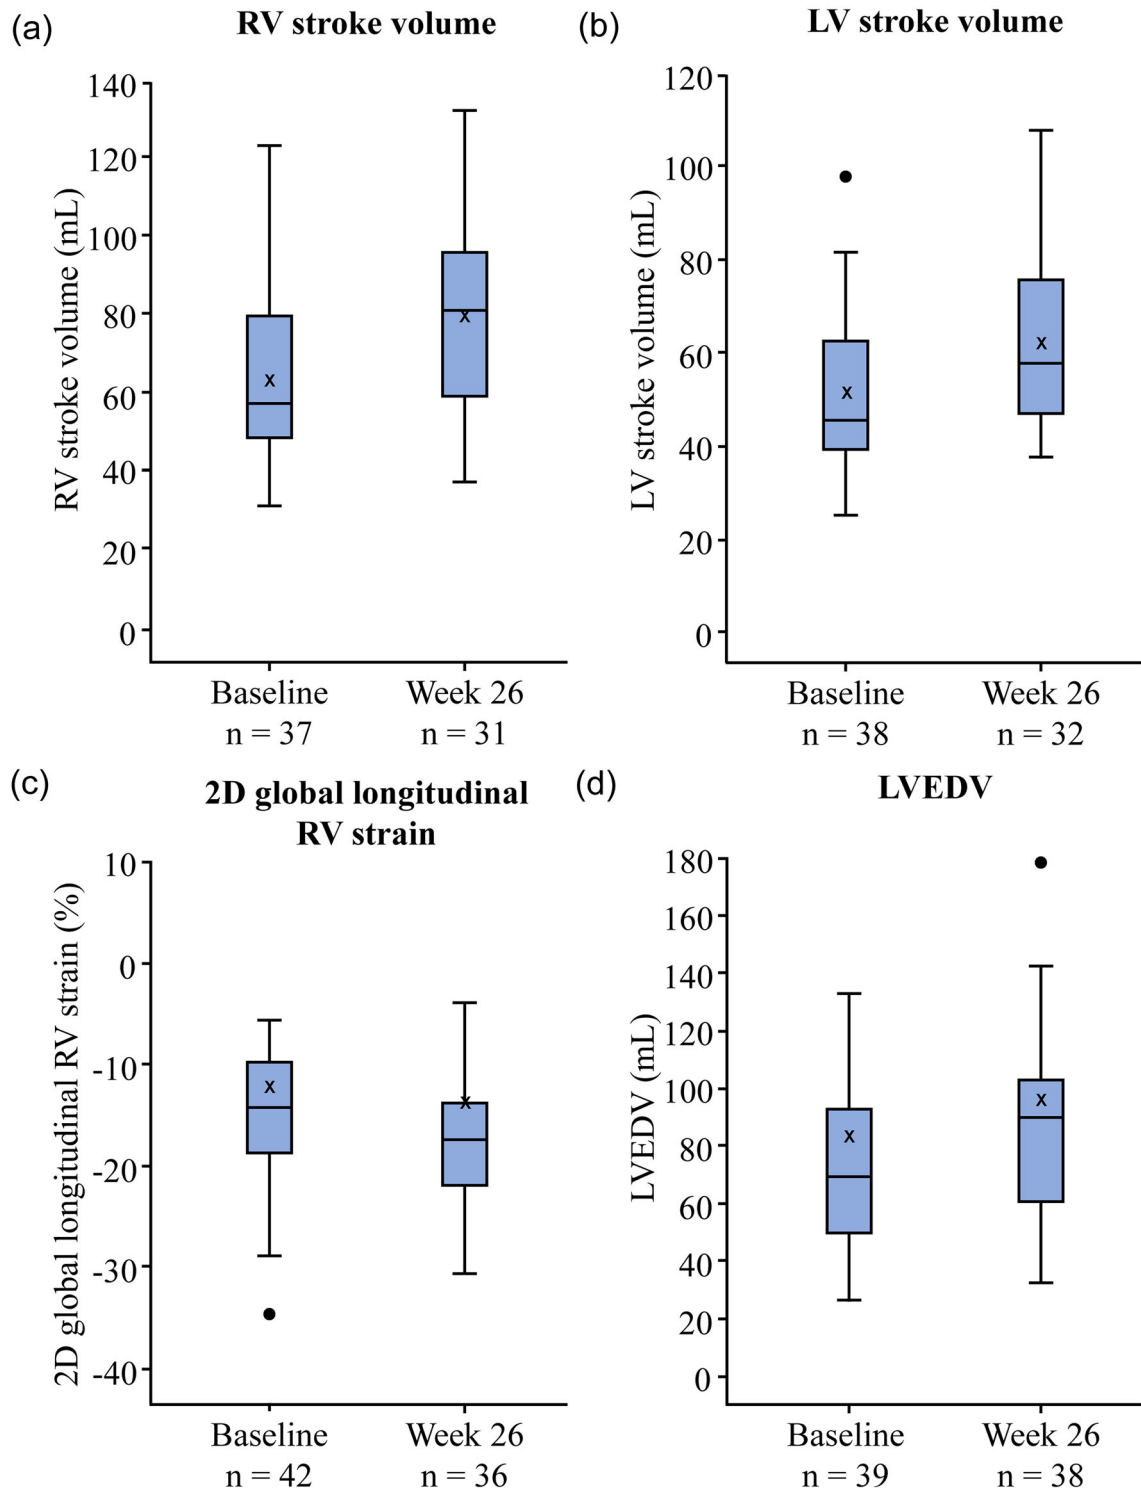 (a)
RV stroke volume
RV stroke volume (mL)
140
120
100
80
60
40
20
0
Baseline
n = 37
Week 26
n = 31
(b)
LV stroke volume
LV stroke volume (mL)
120
100
80
60
40
20
0
Baseline
n = 38
Week 26
n = 32
(c)
2D global longitudinal
RV strain
2D global longitudinal RV strain (%)
10
0
-10
-20
-30
-40
Baseline
n = 42
Week 26
n = 36
(d)
LVEDV
LVEDV (mL)
180
160
140
120
100
80
60
40
20
0
Baseline
n = 39
Week 26
n = 38